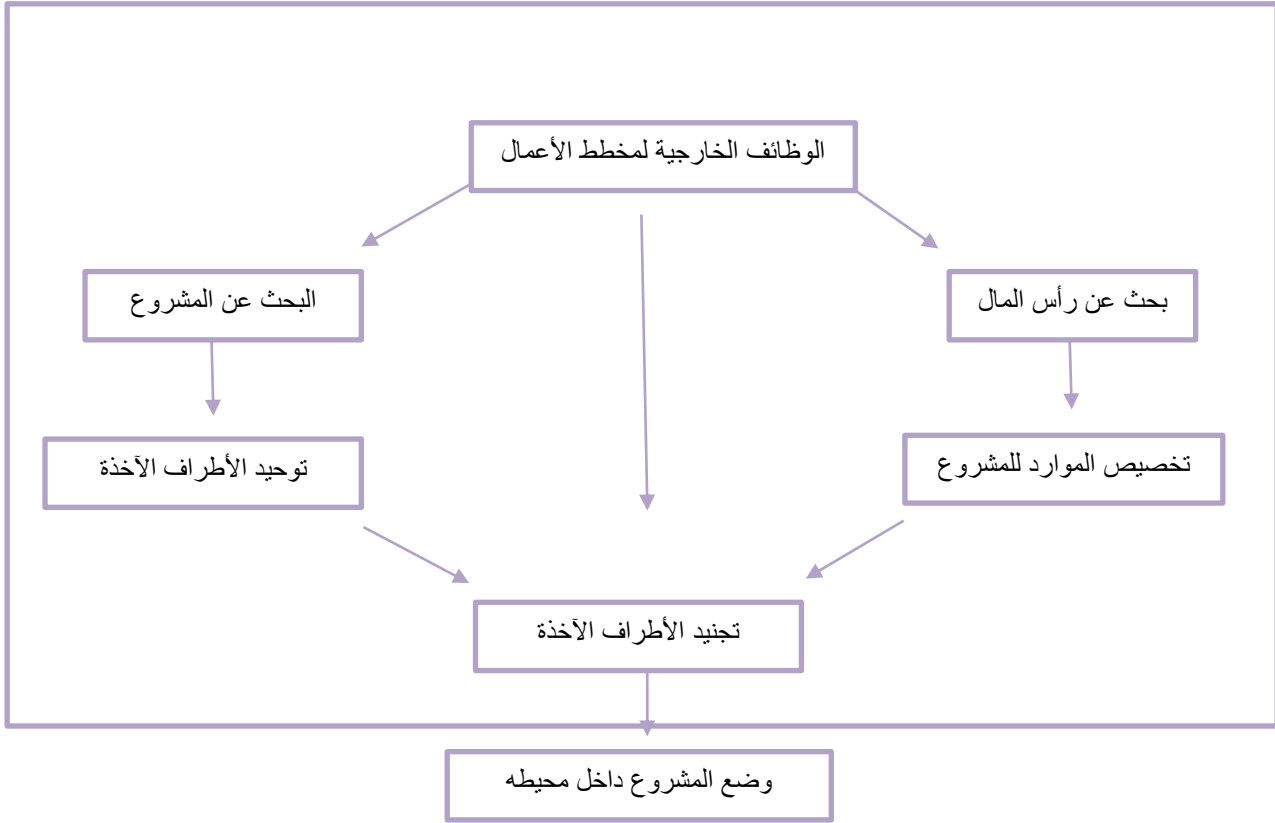 الوظائف الخارجية لمخطط الأعمال
بحث عن رأس المال
البحث عن المشروع
تخصيص الموارد للمشروع
توحيد الأطراف الآخذة
تجنيد الأطراف الآخذة
وضع المشروع داخل محيطه